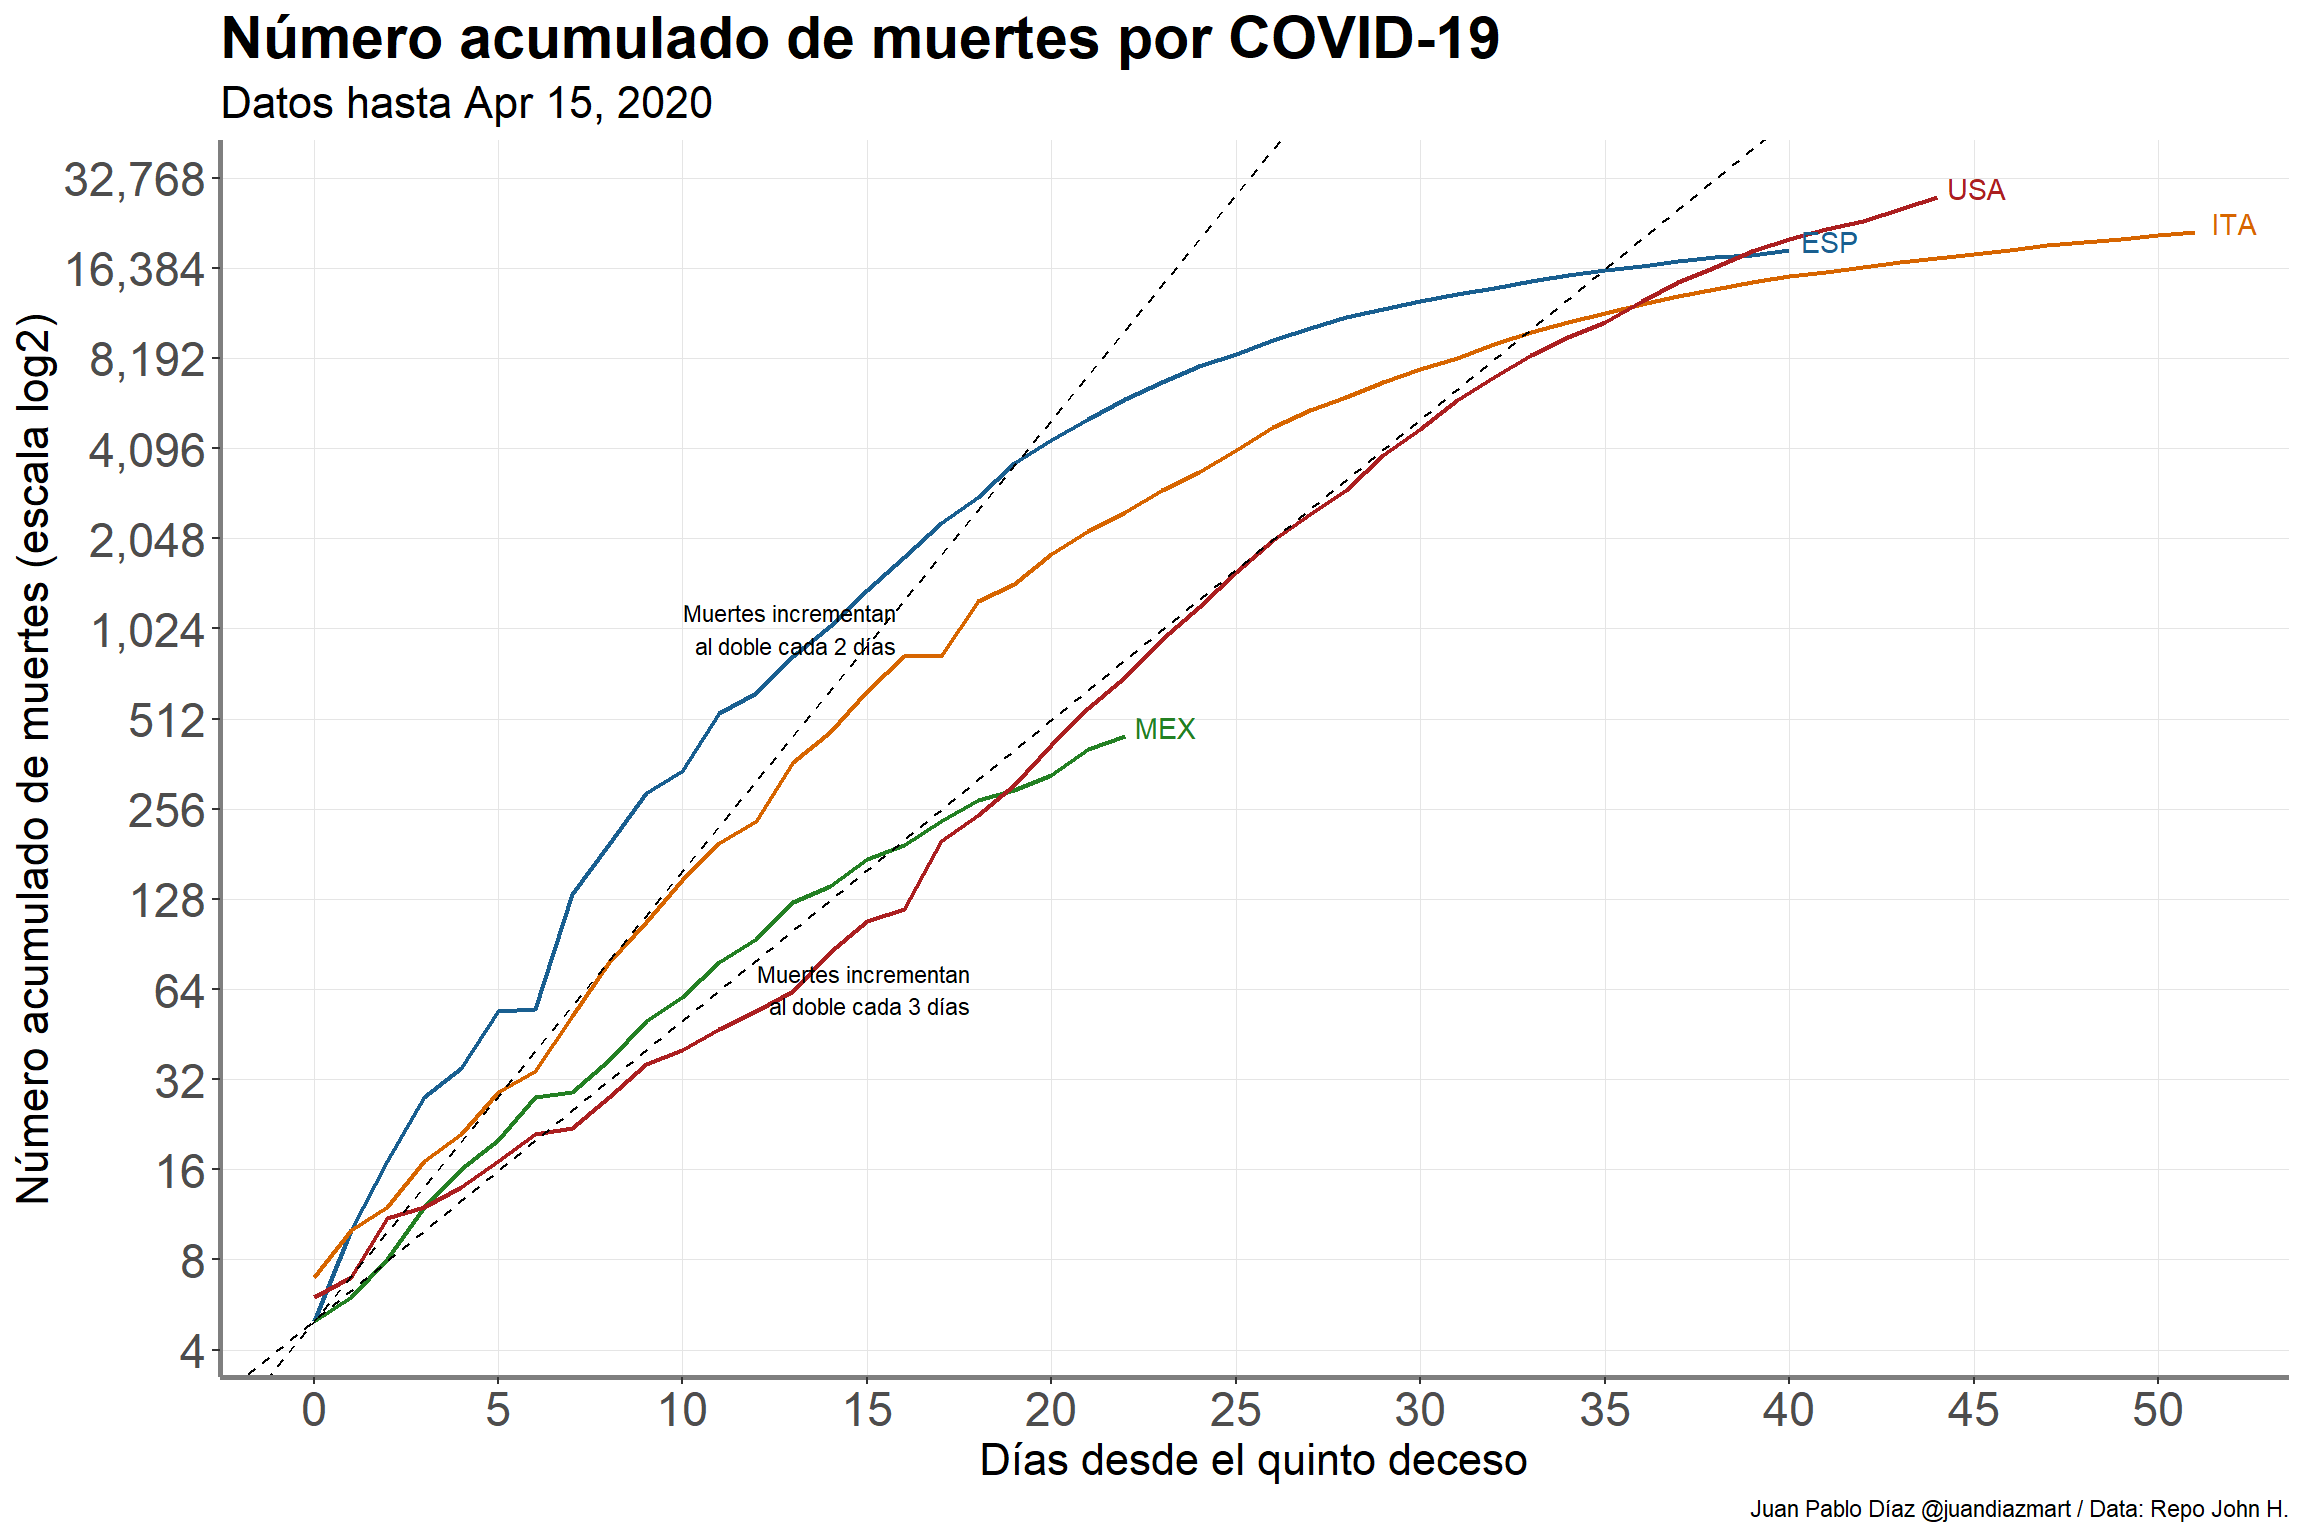 Número acumulado de muertes por COVID-19
Datos hasta Apr 15, 2020
Número acumulado de muertes (escala log2)
32,768
16,384
8,192
4,096
2,048
1,024
512
256
128
64
32
16
8
4
USA
ITA
ESP
MEX
Muertes incrementan
al doble cada 2 días
Muertes incrementan
al doble cada 3 días
0 5 10 15 20 25 30 35 40 45 50
Días desde el quinto deceso
Juan Pablo Díaz @juandiazmart / Data: Repo John H.